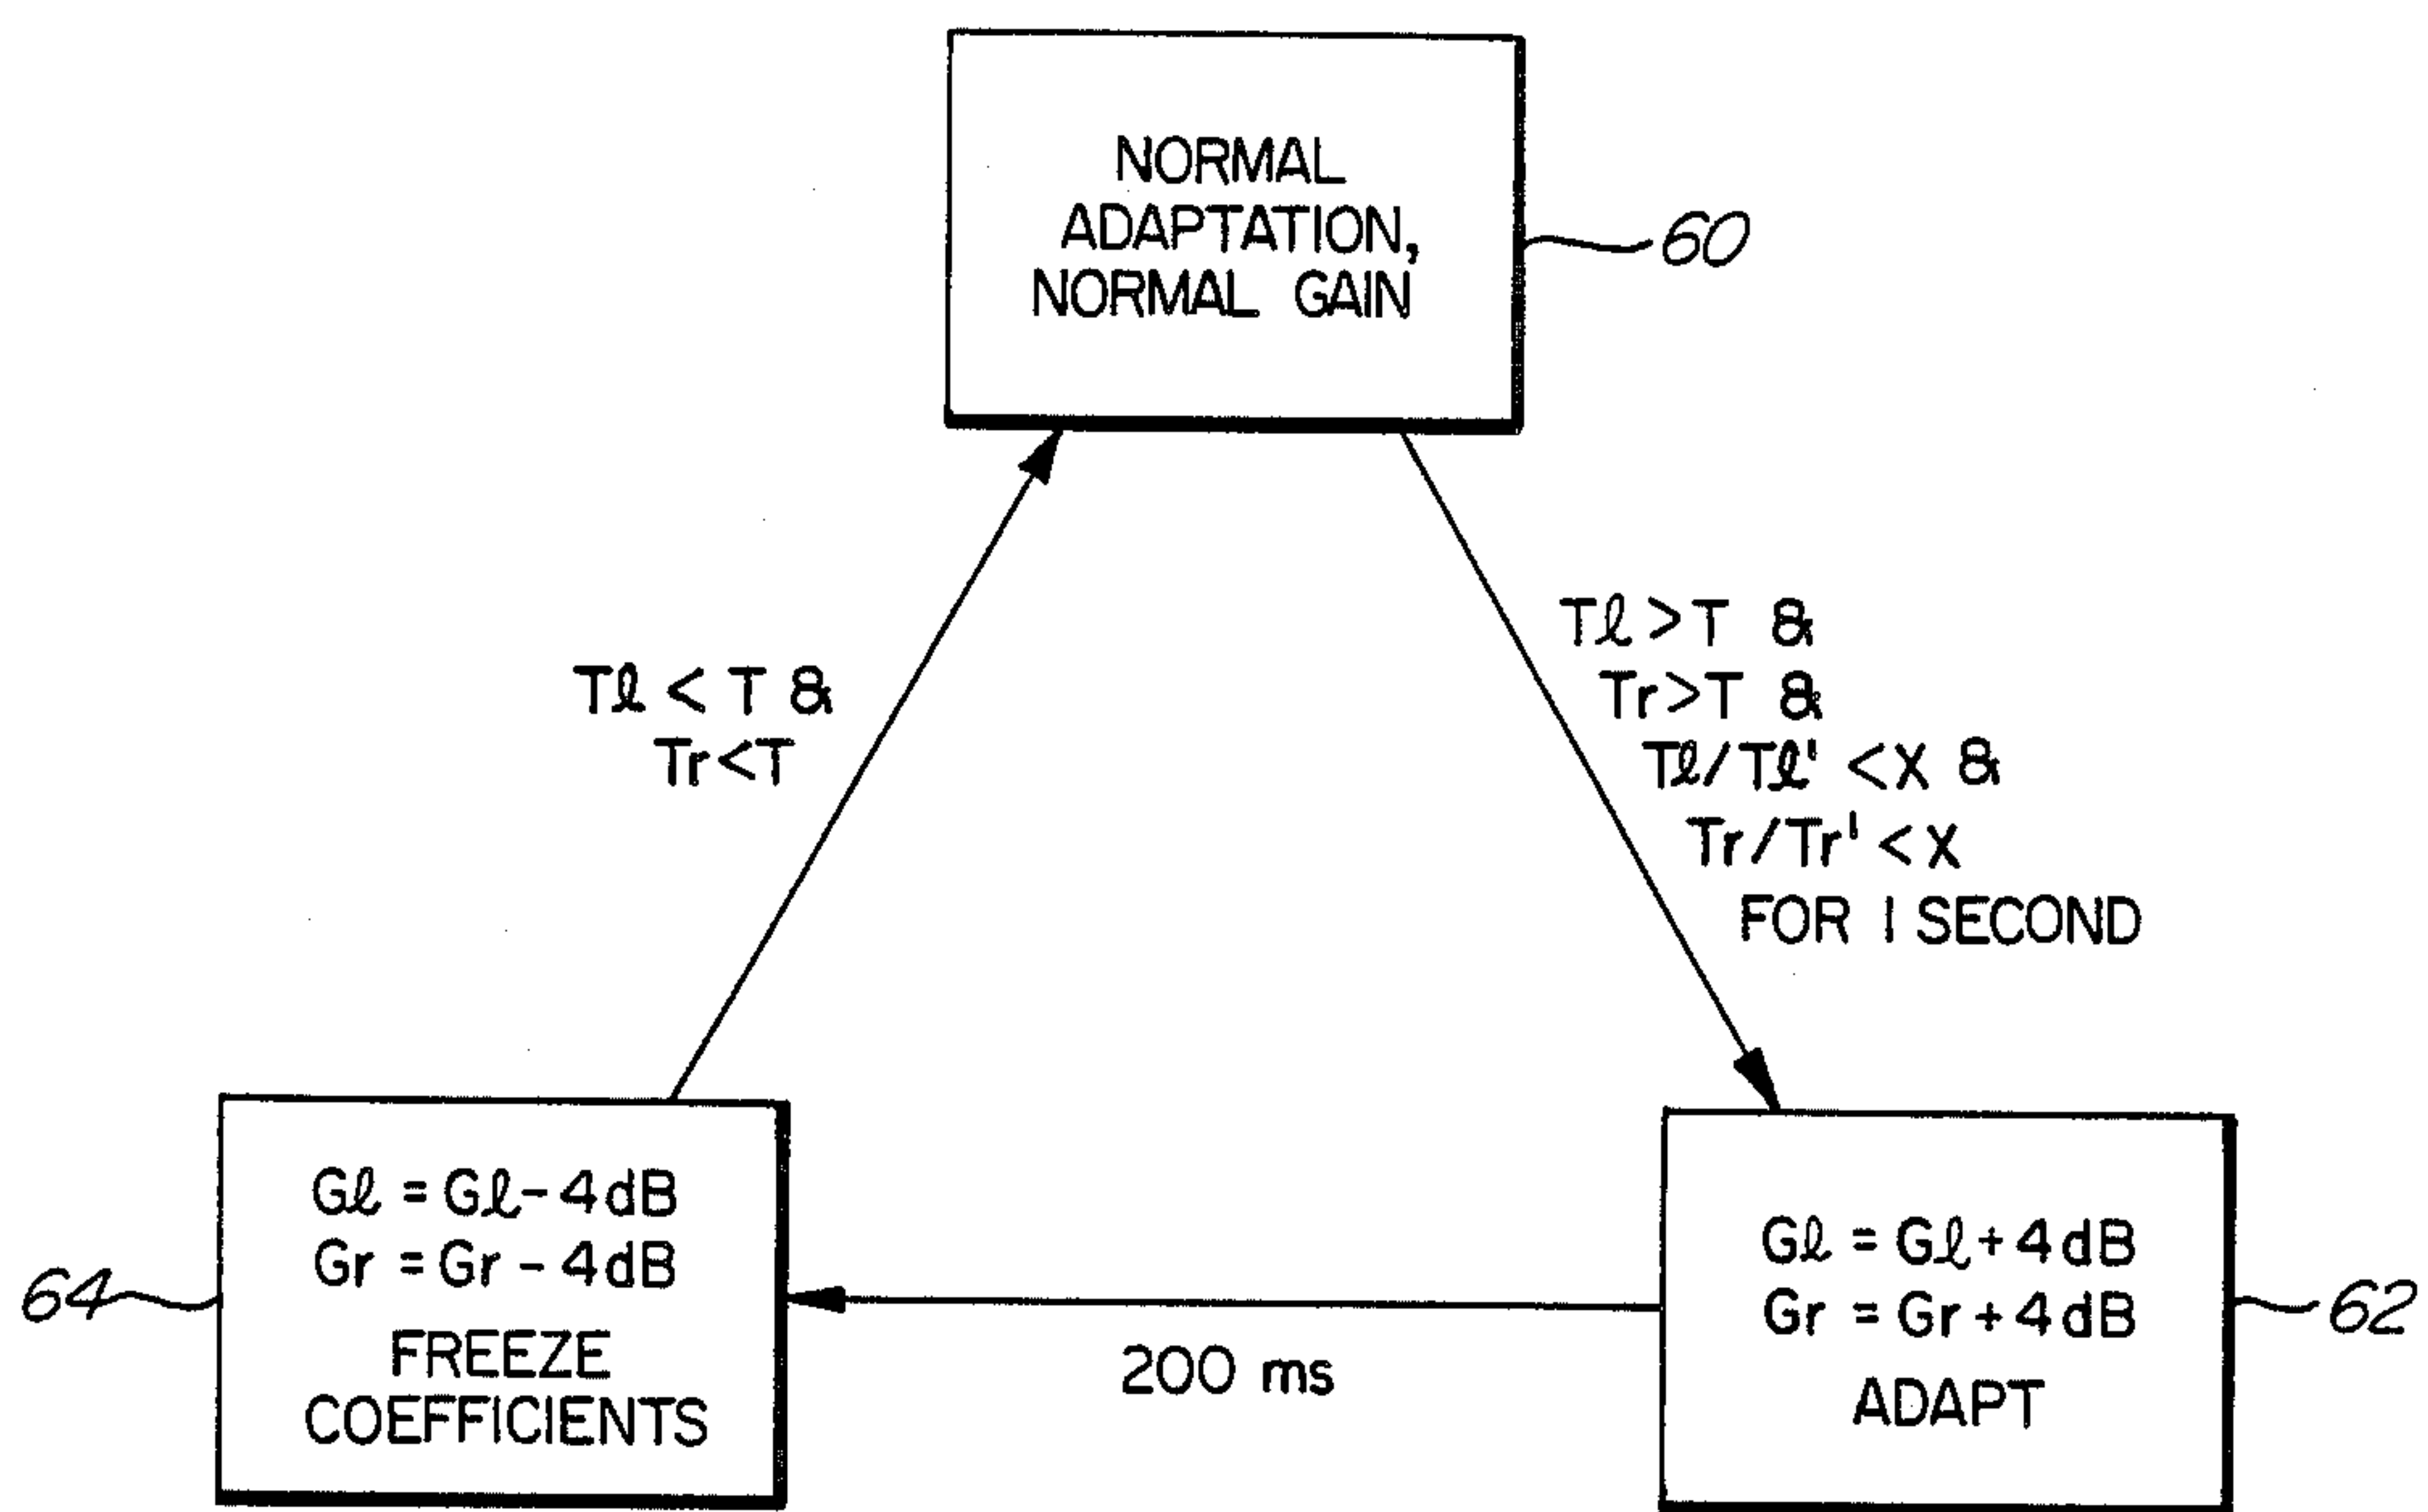 NORMAL
ADAPTATION,
NORMAL GAIN
60
Tℓ < T &
Tr<T
Tℓ>T &
Tr>T &
Tℓ/Tℓ' <X &
Tr/Tr' <X
FOR 1 SECOND
Gℓ = Gℓ - 4dB
Gr = Gr - 4dB
FREEZE
COEFFICIENTS
64
200 ms
Gℓ = Gℓ + 4dB
Gr = Gr + 4dB
ADAPT
62